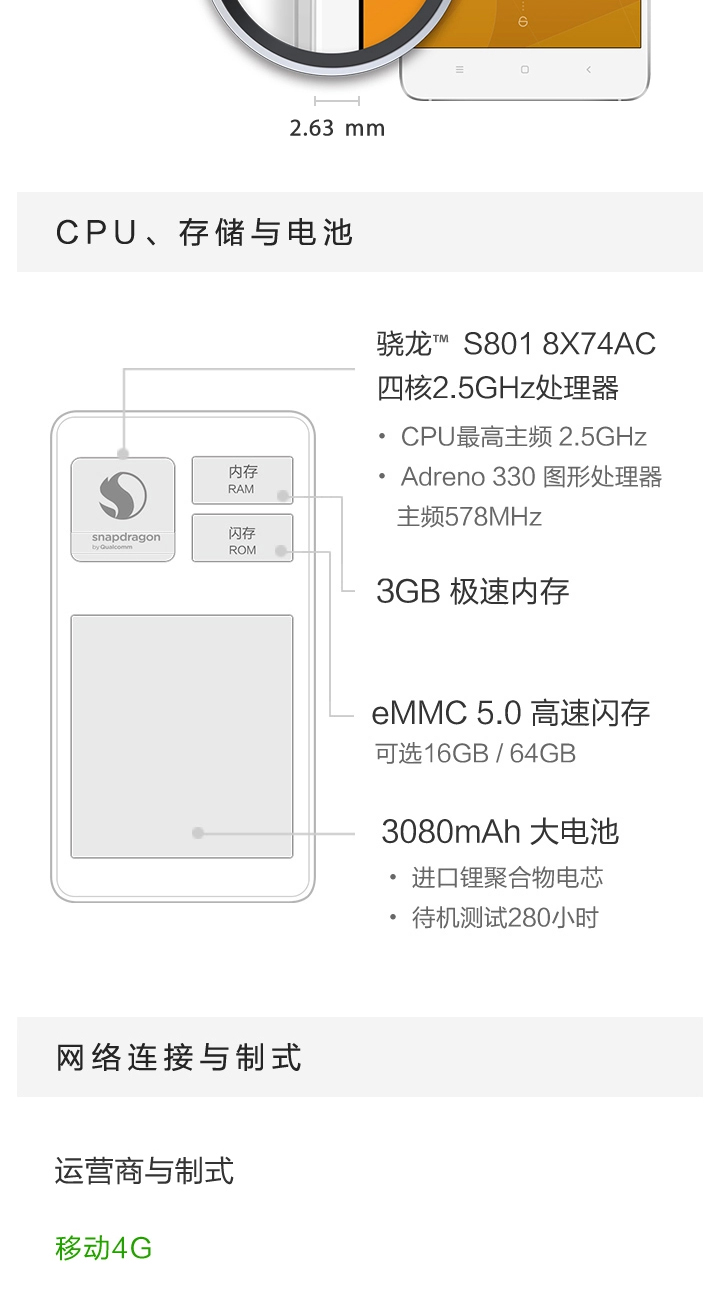 2.63 mm
CPU、存储与电池
骁龙™ S801 8X74AC
四核2.5GHz处理器
• CPU最高主频 2.5GHz
• Adreno 330 图形处理器
主频578MHz
内存
RAM
snapdragon
by Qualcomm
闪存
ROM
3GB 极速内存
eMMC 5.0 高速闪存
可选16GB / 64GB
3080mAh 大电池
• 进口锂聚合物电芯
• 待机测试280小时
网络连接与制式
运营商与制式
移动4G